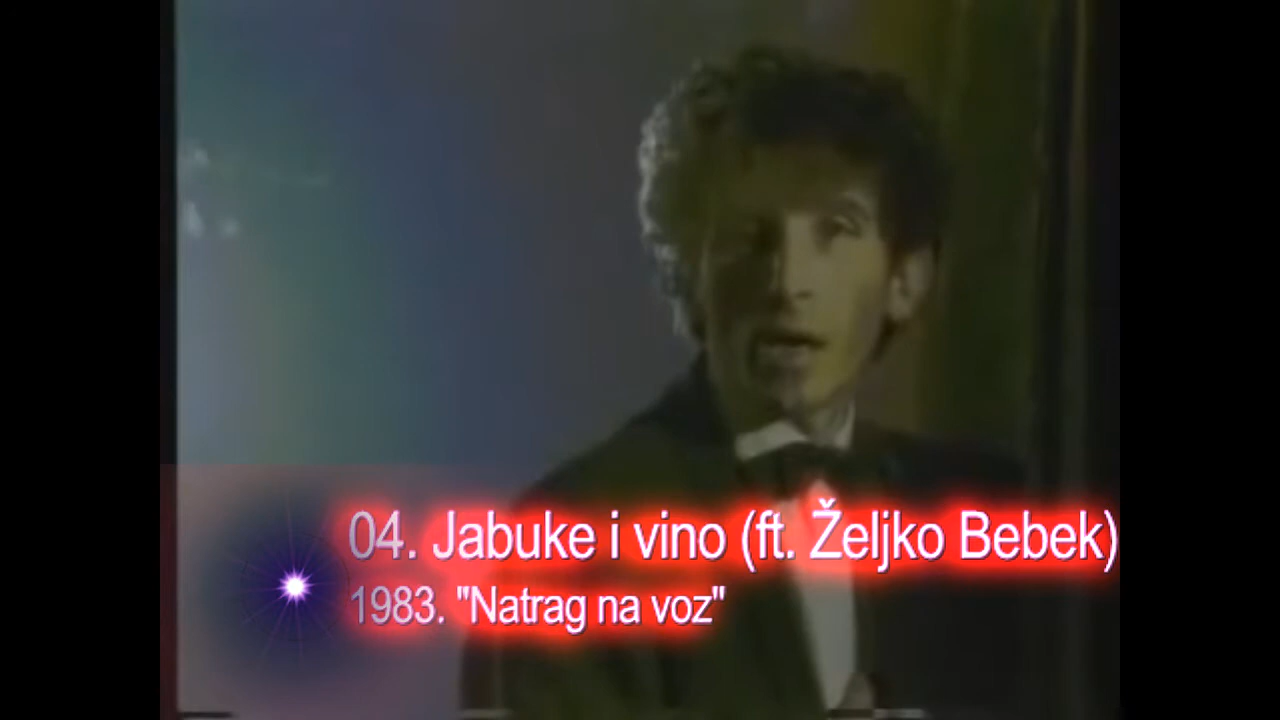 04. Jabuke i vino (ft. Željko Bebek)
1983. "Natrag na voz"